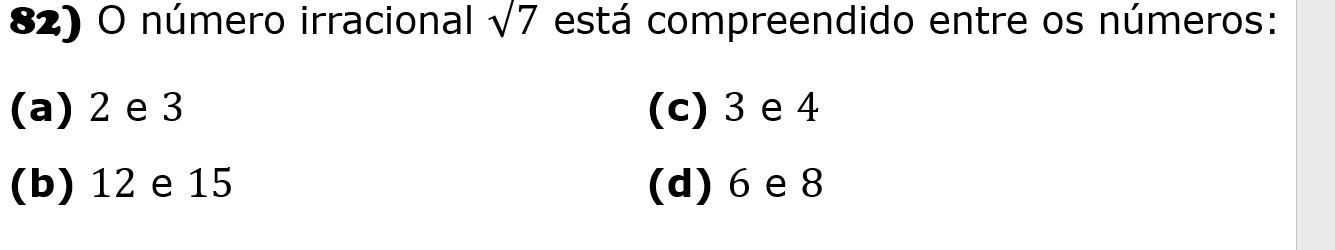 82) O número irracional √7 está compreendido entre os números:
(a) 2 e 3 (c) 3 e 4
(b) 12 e 15 (d) 6 e 8